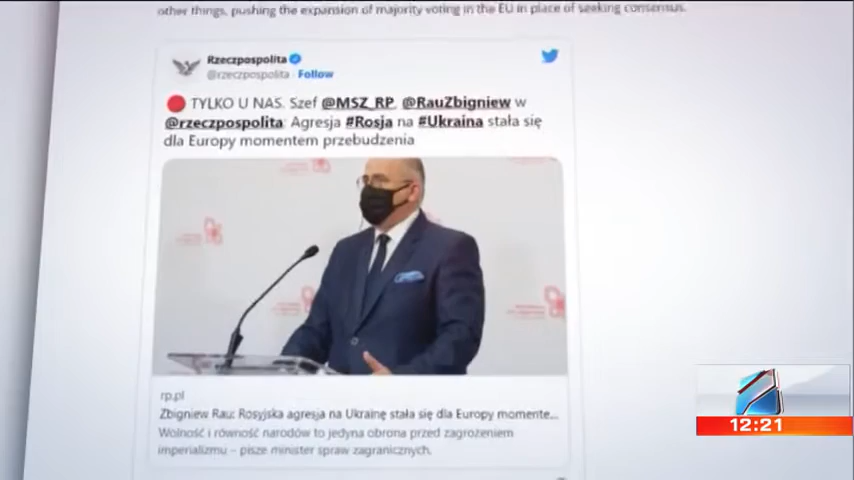 other things, pushing the expansion of majority voting in the EU in place of seeking consensus.
Rzeczpospolita
@rzeczpospolita · Follow
🔴 TYLKO U NAS. Szef @MSZ_RP, @RauZbigniew w
@rzeczpospolita: Agresja #Rosja na #Ukraina stała się
dla Europy momentem przebudzenia
rp.pl
Zbigniew Rau: Rosyjska agresja na Ukrainę stała się dla Europy momente...
Wolność i równość narodów to jedyna obrona przed zagrożeniem
imperializmu – pisze minister spraw zagranicznych.
12:21